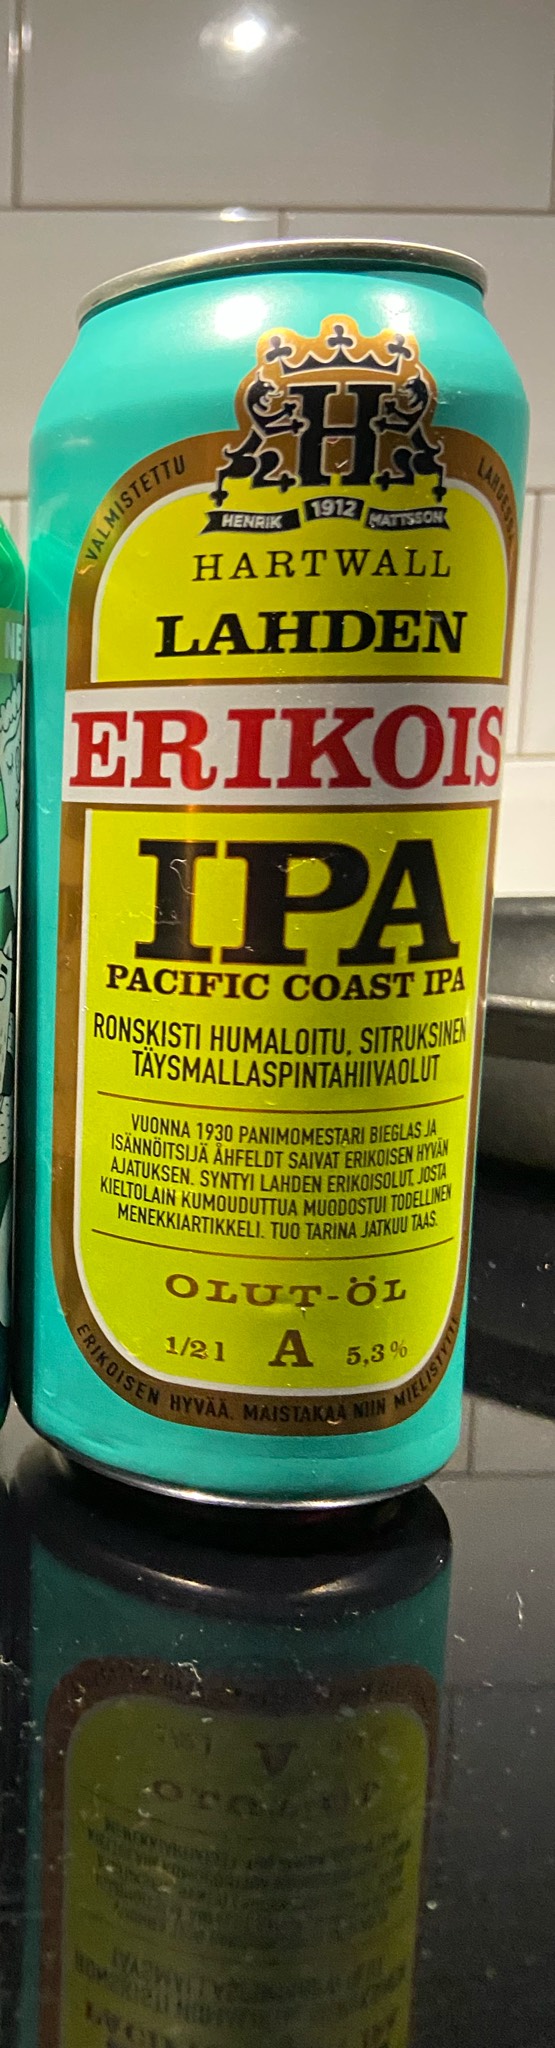 VALMISTETTU LAHDESSA
H
HENRIK 1912 MATTSSON
HARTWALL
LAHDEN
ERIKOIS
IPA
PACIFIC COAST IPA
RONSKISTI HUMALOITU, SITRUKSINEN
TÄYSMALLASPINTAHIIVAOLUT
VUONNA 1930 PANIMOMESTARI BIEGLAS JA
ISÄNNÖITSIJÄ ÅHFELDT SAIVAT ERIKOISEN HYVÄN
AJATUKSEN. SYNTYI LAHDEN ERIKOISOLUT, JOSTA
KIELTOLAIN KUMOUDUTTUA MUODOSTUI TODELLINEN
MENEKKIARTIKKELI. TUO TARINA JATKUU TAAS.
OLUT-ÖL
1/2 l A 5,3 %
ERIKOISEN HYVÄÄ. MAISTAKAA NIIN MIELISTYTTE
NE